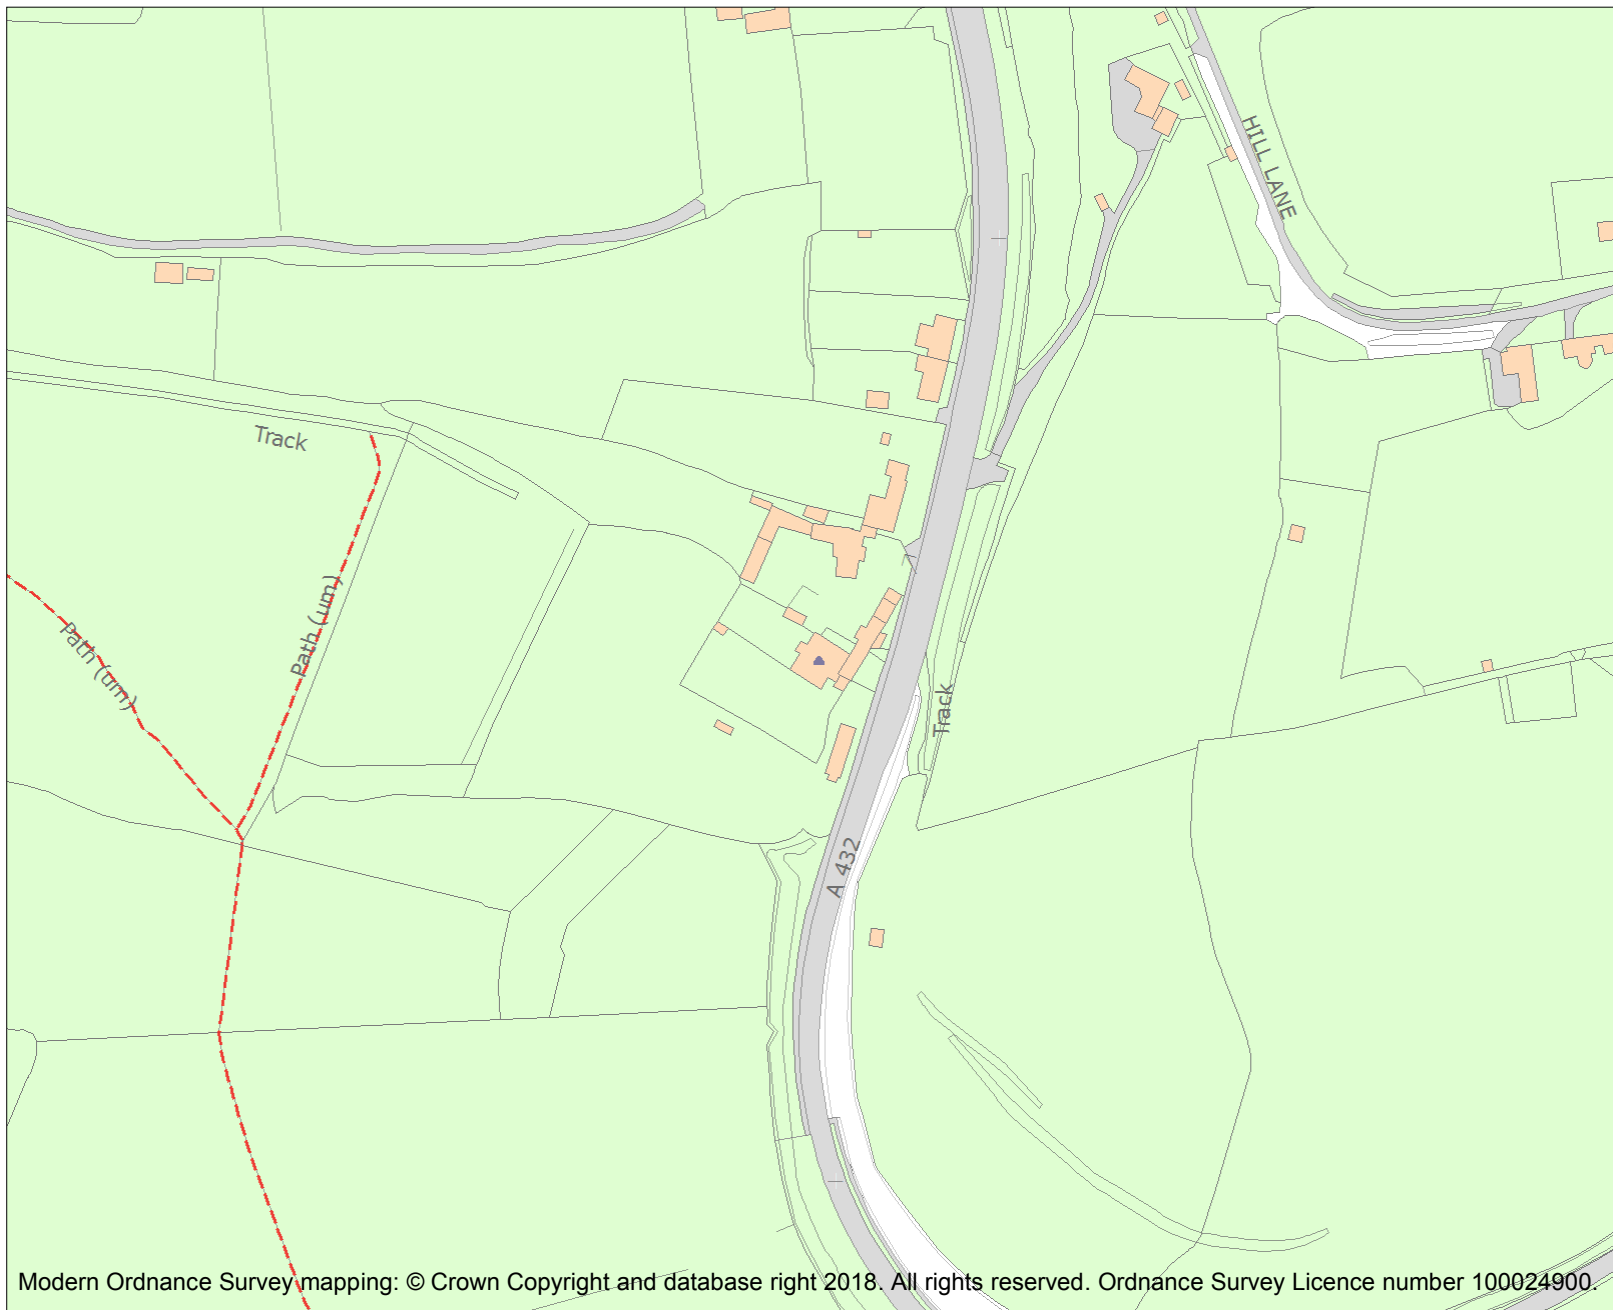 HILL LANE
Track
Path (um)
Path (um)
Track
A 432
Modern Ordnance Survey mapping: © Crown Copyright and database right 2018. All rights reserved. Ordnance Survey Licence number 100024900.